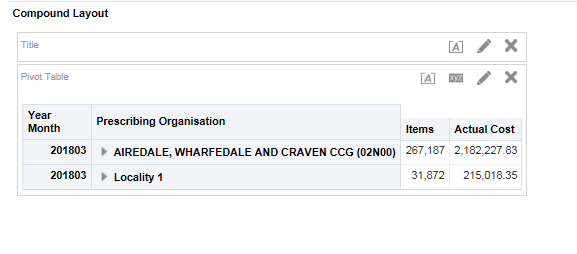 Compound Layout
Title
[A]
Pivot Table
[A] xyz
Year Month Prescribing Organisation Items Actual Cost
201803 AIREDALE, WHARFEDALE AND CRAVEN CCG (02N00) 267,187 2,182,227.83
201803 Locality 1 31,872 215,018.35